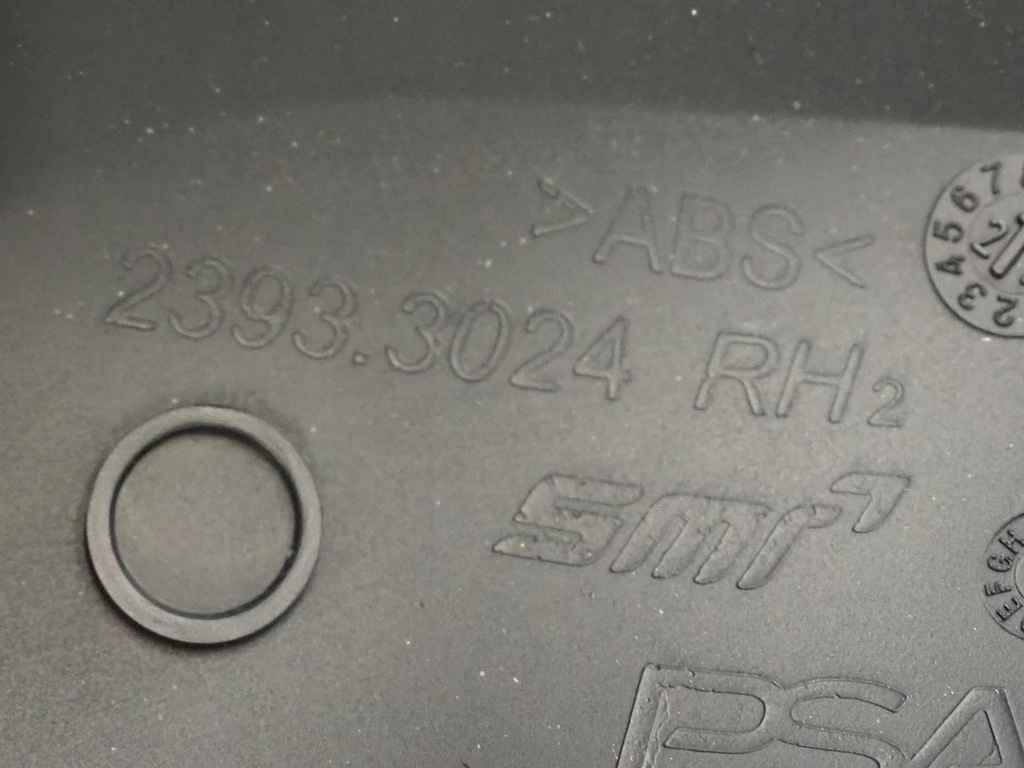 >ABS<
2393.3024 RH2
smr
PSA